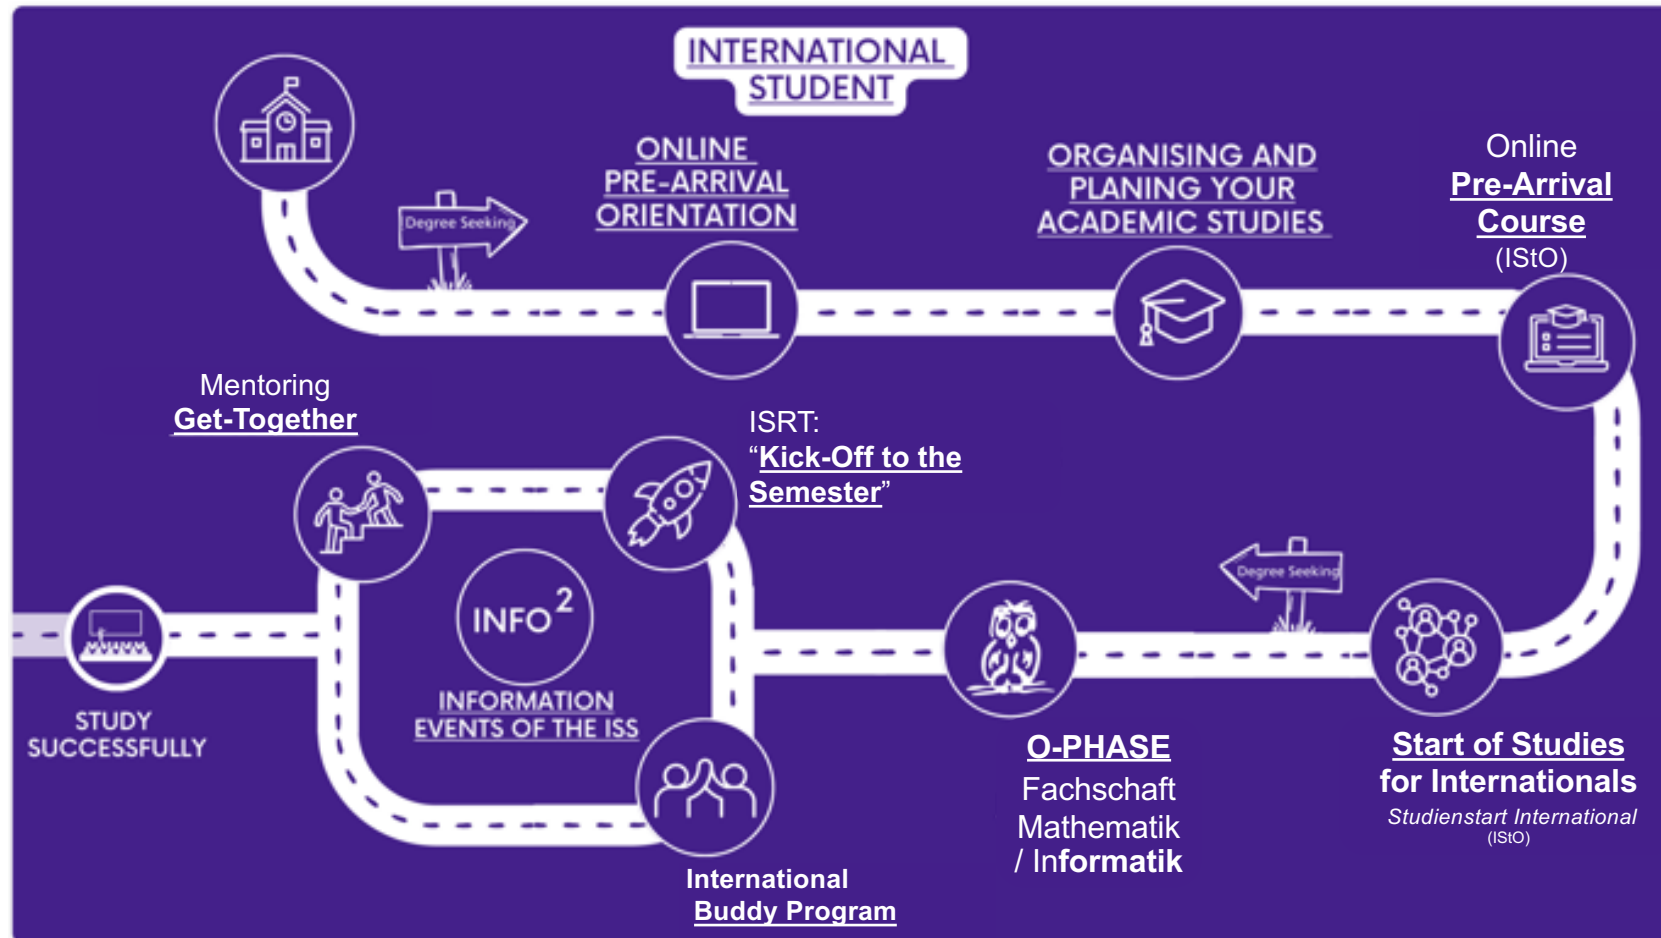 INTERNATIONAL
STUDENT
Degree Seeking
ONLINE
PRE-ARRIVAL
ORIENTATION
ORGANISING AND
PLANING YOUR
ACADEMIC STUDIES
Online
Pre-Arrival
Course
(IStO)
Mentoring
Get-Together
ISRT:
“Kick-Off to the
Semester”
INFO²
INFORMATION
EVENTS OF THE ISS
Degree Seeking
STUDY
SUCCESSFULLY
International
Buddy Program
O-PHASE
Fachschaft
Mathematik
/ Informatik
Start of Studies
for Internationals
Studienstart International
(IStO)